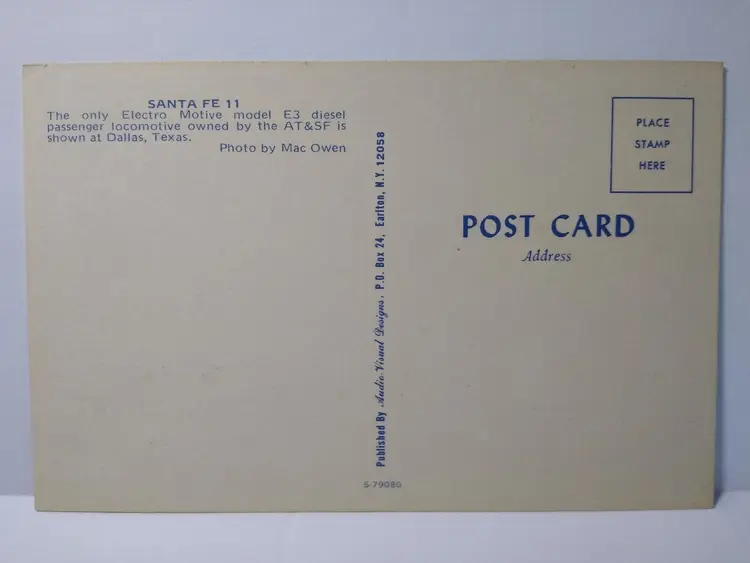 SANTA FE 11
The only Electro Motive model E3 diesel
passenger locomotive owned by the AT&SF is
shown at Dallas, Texas.
Photo by Mac Owen
Published By Audio-Visual Designs, P.O. Box 24, Earlton, N.Y. 12058
S-79080
PLACE
STAMP
HERE
POST CARD
Address